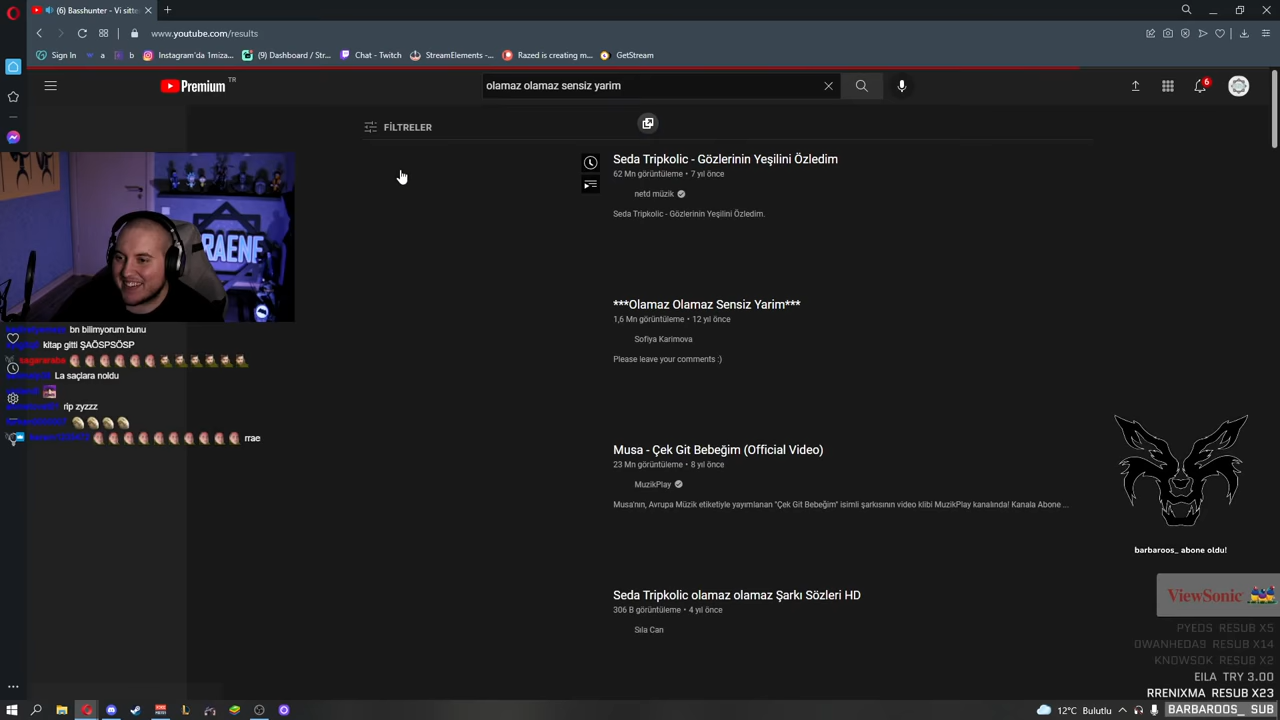 (6) Basshunter - Vi sitte
www.youtube.com/results
Sign In
a
a
Instagram'da 1miza...
(9) Dashboard / Str...
Chat - Twitch
StreamElements -...
Razed is creating m...
GetStream
Premium TR
olamaz olamaz sensiz yarim
6
FİLTRELER
Seda Tripkolic - Gözlerinin Yeşilini Özledim
62 Mn görüntüleme • 7 yıl önce
netd müzik
Seda Tripkolic - Gözlerinin Yeşilini Özledim.
RAENE
***Olamaz Olamaz Sensiz Yarim***
1,6 Mn görüntüleme • 12 yıl önce
Sofiya Karimova
Please leave your comments :)
bn bilimyorum bunu
kitap gitti ŞAÖSPSÖSP
La saçlara noldu
rip zyzzz
rrae
Musa - Çek Git Bebeğim (Official Video)
23 Mn görüntüleme • 8 yıl önce
MuzikPlay
Musa'nın, Avrupa Müzik etiketiyle yayımlanan "Çek Git Bebeğim" isimli şarkısının video klibi MuzikPlay kanalında! Kanala Abone ...
barbaroos_ abone oldu!
Seda Tripkolic olamaz olamaz Şarkı Sözleri HD
306 B görüntüleme • 4 yıl önce
Sıla Can
ViewSonic
PYEDS RESUB X5
OWANHEDA9 RESUB X14
KNOWSOK RESUB X2
EILA TRY 3.00
RRENIXMA RESUB X23
BARBAROOS_ SUB
12°C Bulutlu